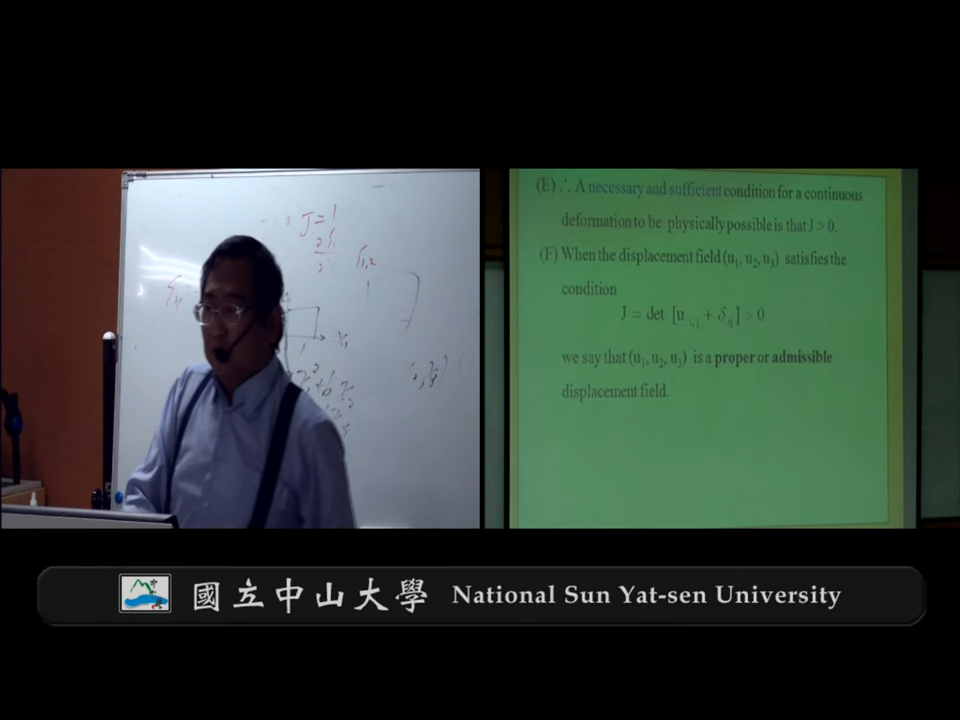 J = 1
x₁
(E) ∴ A necessary and sufficient condition for a continuous
deformation to be physically possible is that J > 0.
(F) When the displacement field (u₁, u₂, u₃) satisfies the
condition
J = det [u ᵢ,ⱼ + δ ᵢⱼ] > 0
we say that (u₁, u₂, u₃) is a proper or admissible
displacement field.
國立中山大學 National Sun Yat-sen University